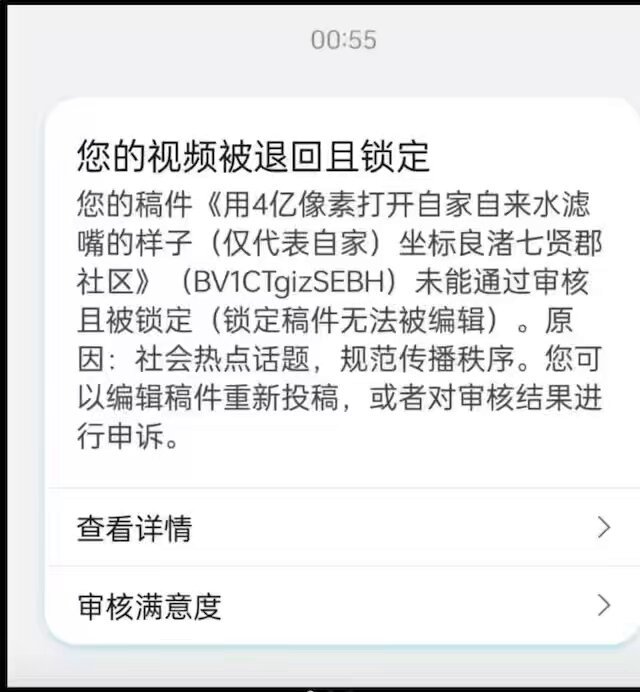 00:55
您的视频被退回且锁定
您的稿件《用4亿像素打开自家自来水滤
嘴的样子（仅代表自家）坐标良渚七贤郡
社区》（BV1CTgizSEBH）未能通过审核
且被锁定（锁定稿件无法被编辑）。原
因：社会热点话题，规范传播秩序。您可
以编辑稿件重新投稿，或者对审核结果进
行申诉。
查看详情
审核满意度